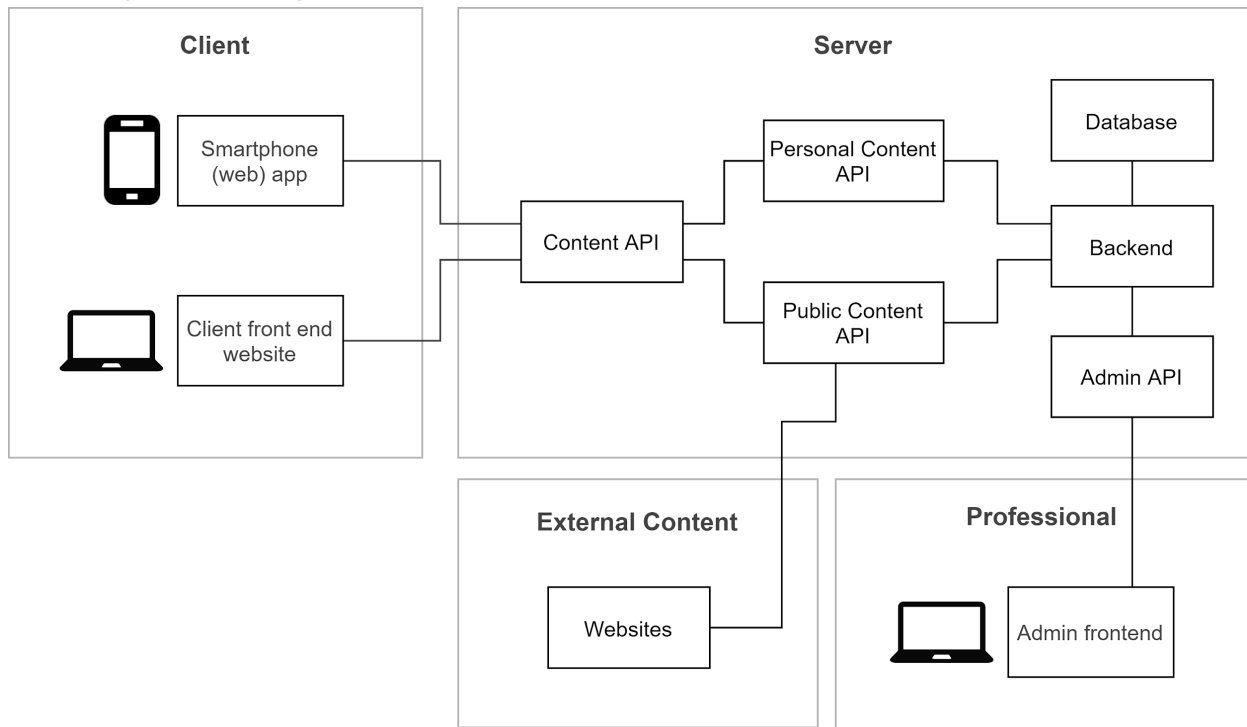 Client
Smartphone
(web) app
Client front end
website
Server
Content API
Personal Content
API
Public Content
API
Database
Backend
Admin API
External Content
Websites
Professional
Admin frontend